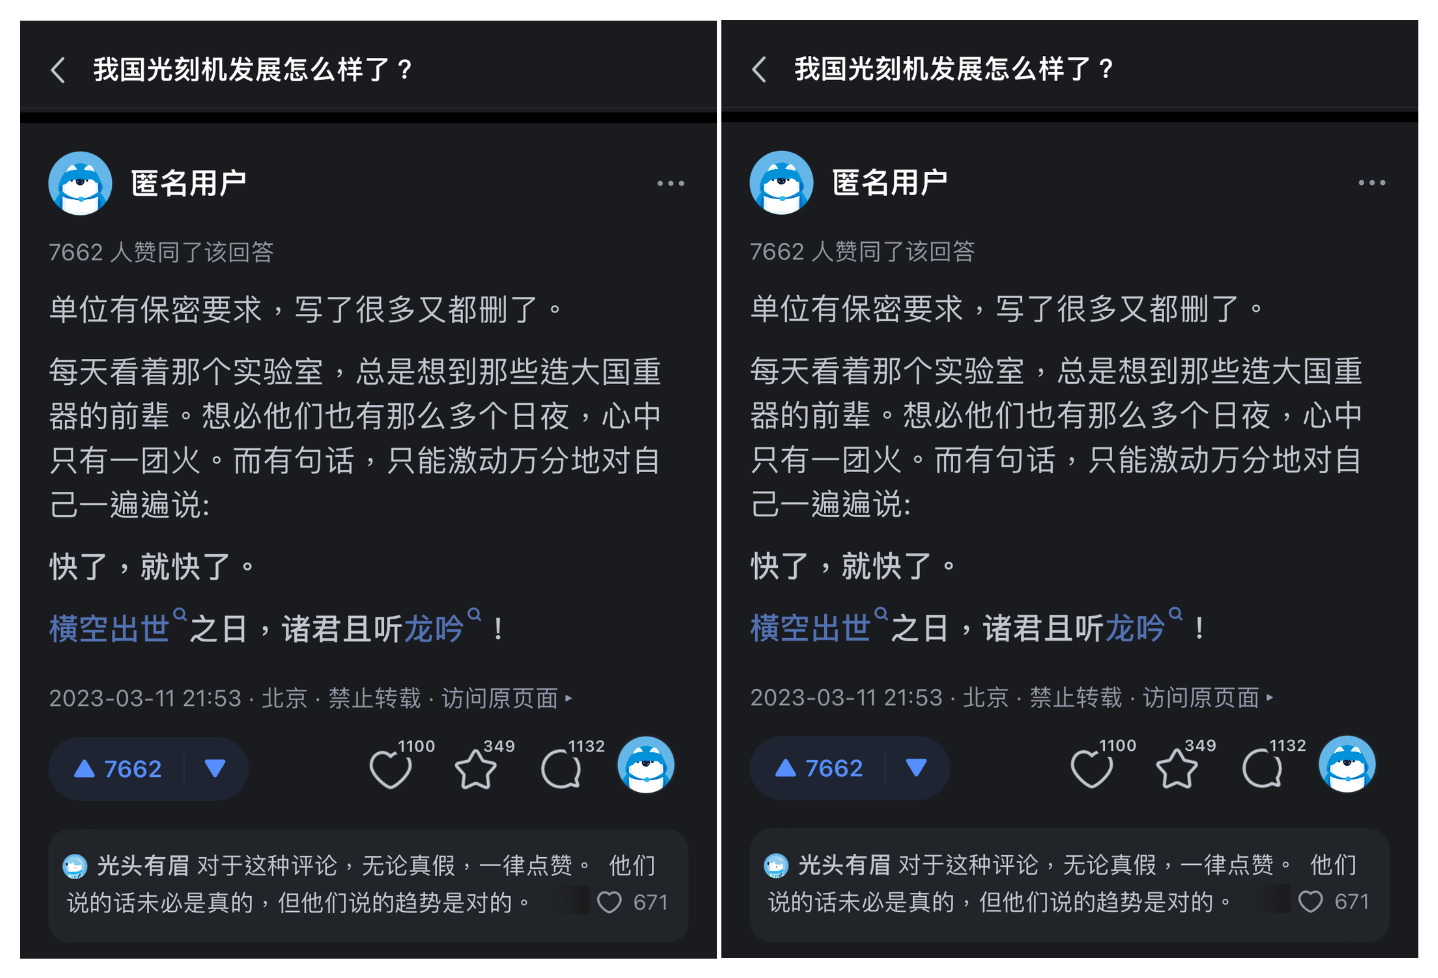 我国光刻机发展怎么样了？
匿名用户
7662 人赞同了该回答
单位有保密要求，写了很多又都删了。
每天看着那个实验室，总是想到那些造大国重
器的前辈。想必他们也有那么多个日夜，心中
只有一团火。而有句话，只能激动万分地对自
己一遍遍说:
快了，就快了。
横空出世之日，诸君且听龙吟！
2023-03-11 21:53 · 北京 · 禁止转载 · 访问原页面 ▸
7662 1100 349 1132
光头有眉 对于这种评论，无论真假，一律点赞。 他们
说的话未必是真的，但他们说的趋势是对的。 671
我国光刻机发展怎么样了？
匿名用户
7662 人赞同了该回答
单位有保密要求，写了很多又都删了。
每天看着那个实验室，总是想到那些造大国重
器的前辈。想必他们也有那么多个日夜，心中
只有一团火。而有句话，只能激动万分地对自
己一遍遍说:
快了，就快了。
横空出世之日，诸君且听龙吟！
2023-03-11 21:53 · 北京 · 禁止转载 · 访问原页面 ▸
7662 1100 349 1132
光头有眉 对于这种评论，无论真假，一律点赞。 他们
说的话未必是真的，但他们说的趋势是对的。 671